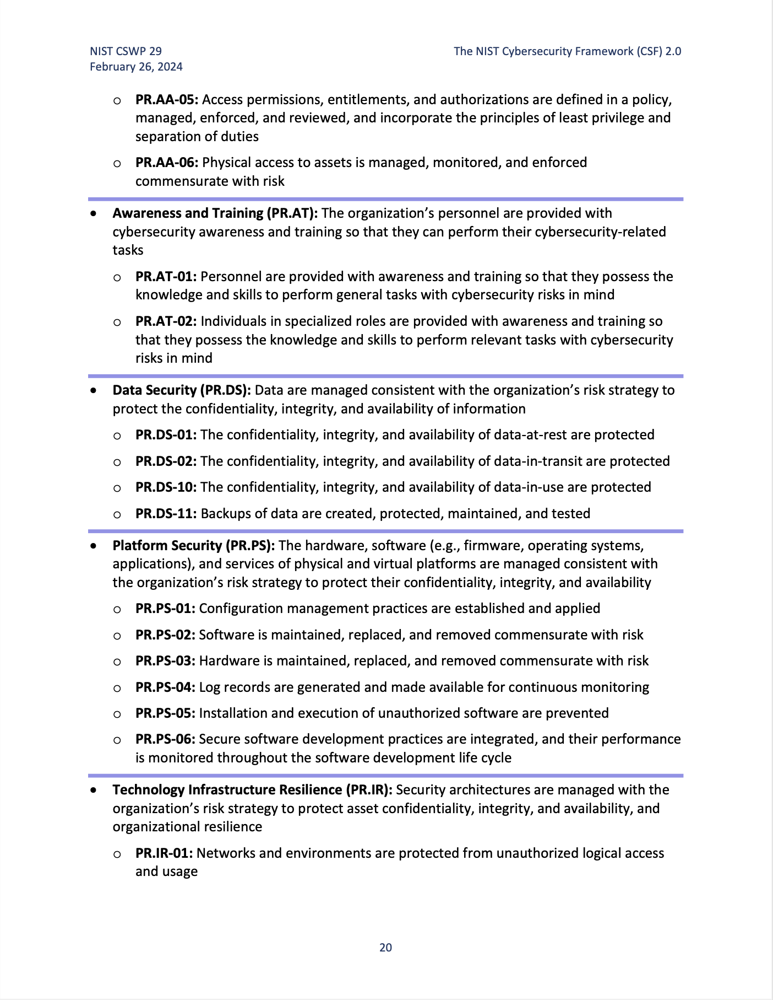 NIST CSWP 29
The NIST Cybersecurity Framework (CSF) 2.0
February 26, 2024
○ PR.AA-05: Access permissions, entitlements, and authorizations are defined in a policy,
managed, enforced, and reviewed, and incorporate the principles of least privilege and
separation of duties
○ PR.AA-06: Physical access to assets is managed, monitored, and enforced
commensurate with risk
• Awareness and Training (PR.AT): The organization’s personnel are provided with
cybersecurity awareness and training so that they can perform their cybersecurity-related
tasks
○ PR.AT-01: Personnel are provided with awareness and training so that they possess the
knowledge and skills to perform general tasks with cybersecurity risks in mind
○ PR.AT-02: Individuals in specialized roles are provided with awareness and training so
that they possess the knowledge and skills to perform relevant tasks with cybersecurity
risks in mind
• Data Security (PR.DS): Data are managed consistent with the organization’s risk strategy to
protect the confidentiality, integrity, and availability of information
○ PR.DS-01: The confidentiality, integrity, and availability of data-at-rest are protected
○ PR.DS-02: The confidentiality, integrity, and availability of data-in-transit are protected
○ PR.DS-10: The confidentiality, integrity, and availability of data-in-use are protected
○ PR.DS-11: Backups of data are created, protected, maintained, and tested
• Platform Security (PR.PS): The hardware, software (e.g., firmware, operating systems,
applications), and services of physical and virtual platforms are managed consistent with
the organization’s risk strategy to protect their confidentiality, integrity, and availability
○ PR.PS-01: Configuration management practices are established and applied
○ PR.PS-02: Software is maintained, replaced, and removed commensurate with risk
○ PR.PS-03: Hardware is maintained, replaced, and removed commensurate with risk
○ PR.PS-04: Log records are generated and made available for continuous monitoring
○ PR.PS-05: Installation and execution of unauthorized software are prevented
○ PR.PS-06: Secure software development practices are integrated, and their performance
is monitored throughout the software development life cycle
• Technology Infrastructure Resilience (PR.IR): Security architectures are managed with the
organization’s risk strategy to protect asset confidentiality, integrity, and availability, and
organizational resilience
○ PR.IR-01: Networks and environments are protected from unauthorized logical access
and usage
20